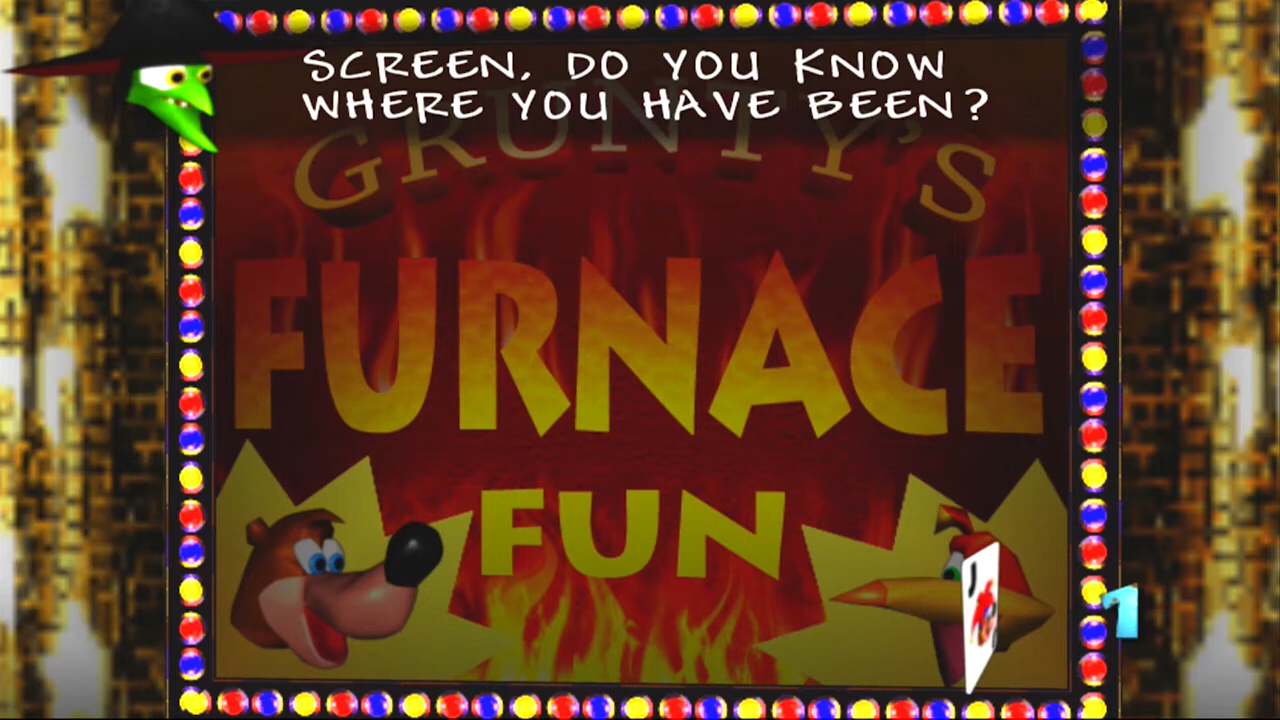 SCREEN, DO YOU KNOW
WHERE YOU HAVE BEEN?
GRUNTY'S
FURNACE
FUN
J
1